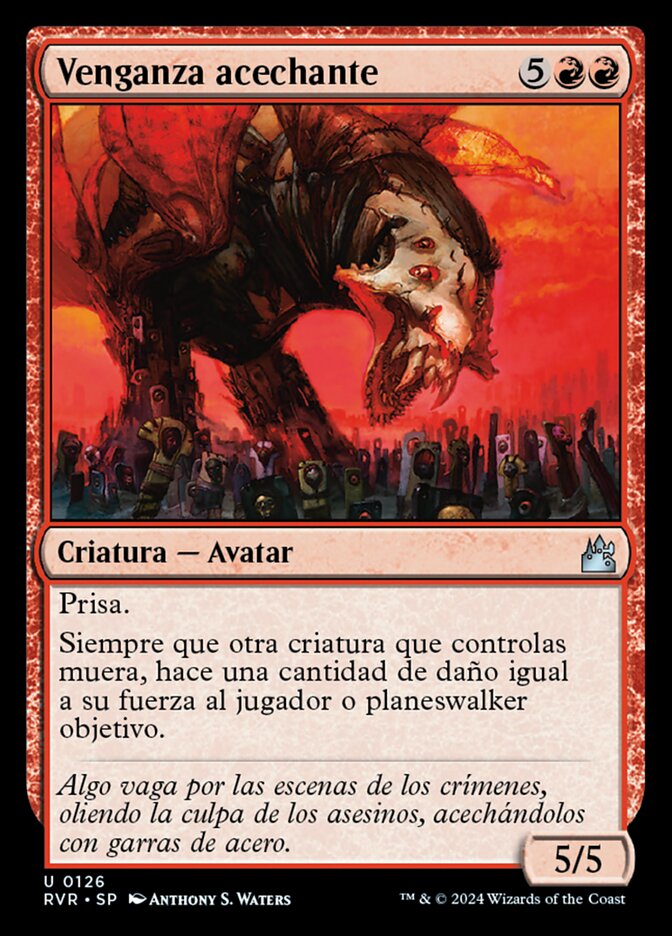 Venganza acechante
5
Criatura — Avatar
Prisa.
Siempre que otra criatura que controlas
muera, hace una cantidad de daño igual
a su fuerza al jugador o planeswalker
objetivo.
Algo vaga por las escenas de los crímenes,
oliendo la culpa de los asesinos, acechándolos
con garras de acero.
5/5
U 0126
RVR • SP Anthony S. Waters
™ & © 2024 Wizards of the Coast